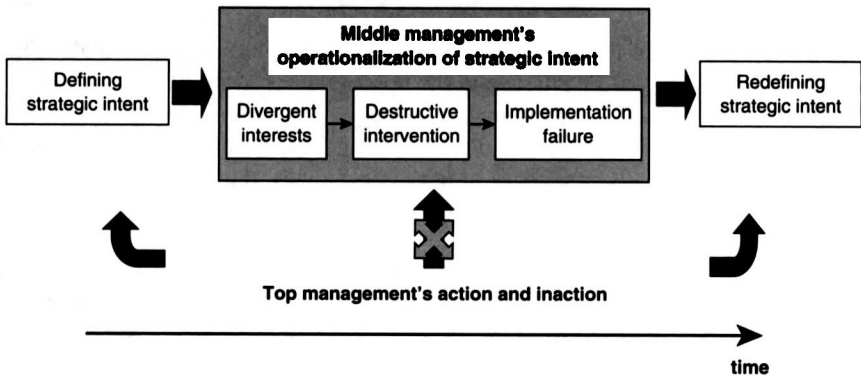 Middle management's
operationalization of strategic intent
Defining
strategic intent
Divergent
interests
Destructive
intervention
Implementation
failure
Redefining
strategic intent
Top management's action and inaction
time